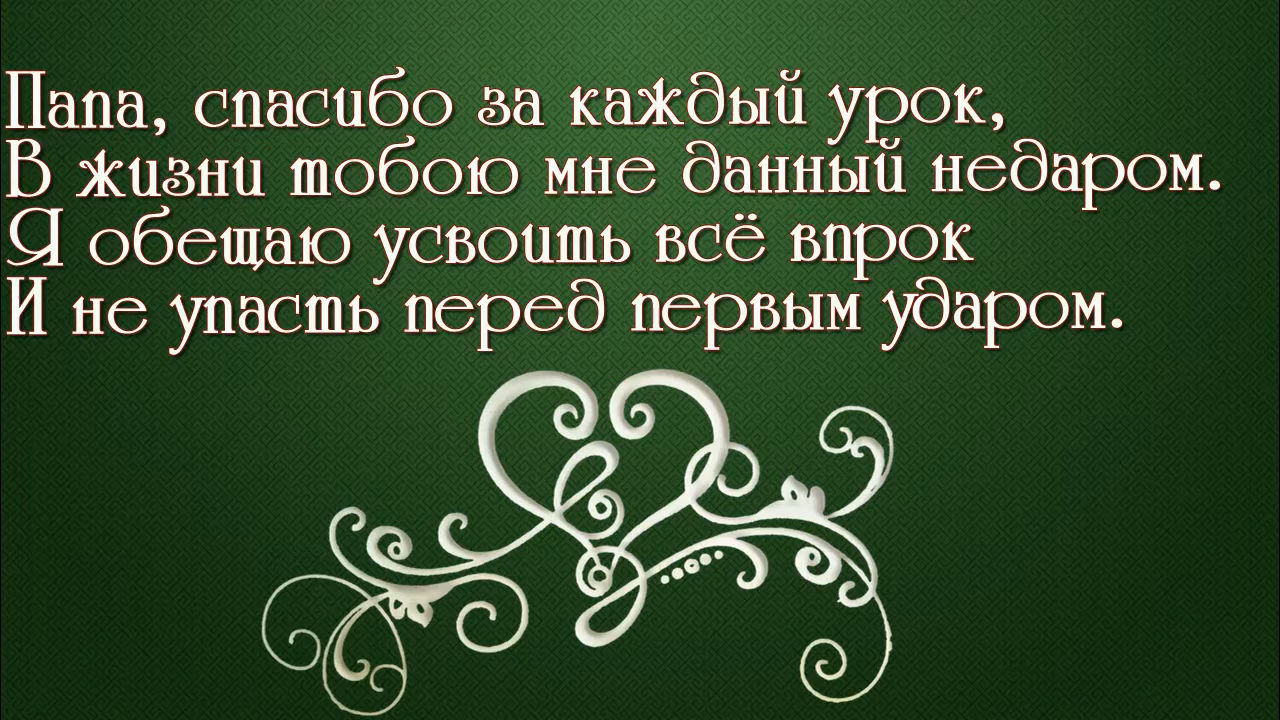 Папа, спасибо за каждый урок,
В жизни тобою мне данный недаром.
Я обещаю усвоить всё впрок
И не упасть перед первым ударом.